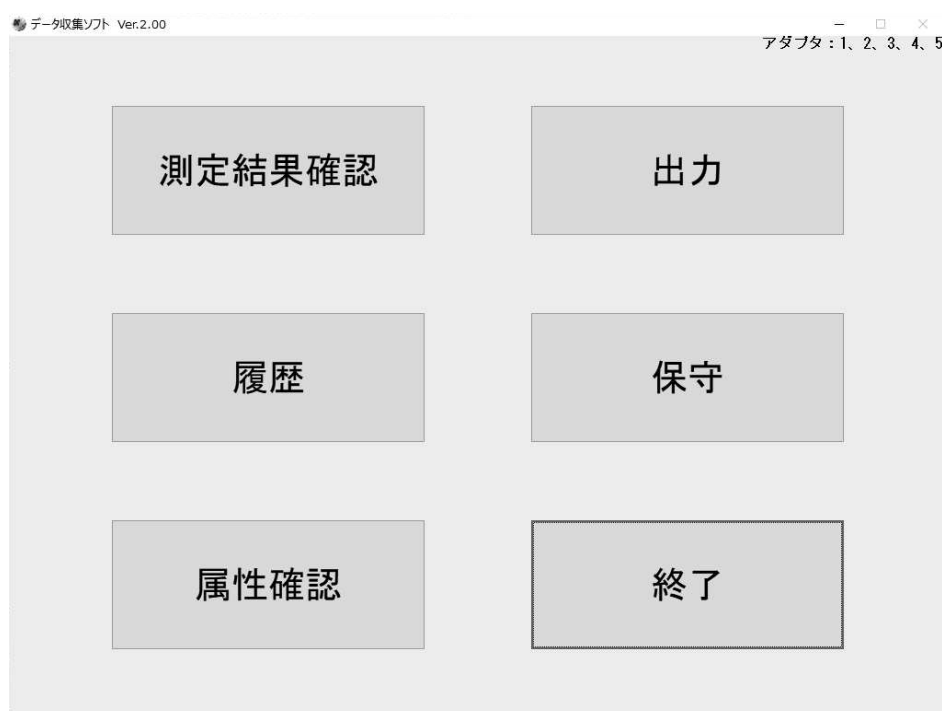 データ収集ソフト Ver.2.00
アダプタ:1、2、3、4、5
測定結果確認
出力
履歴
保守
属性確認
終了